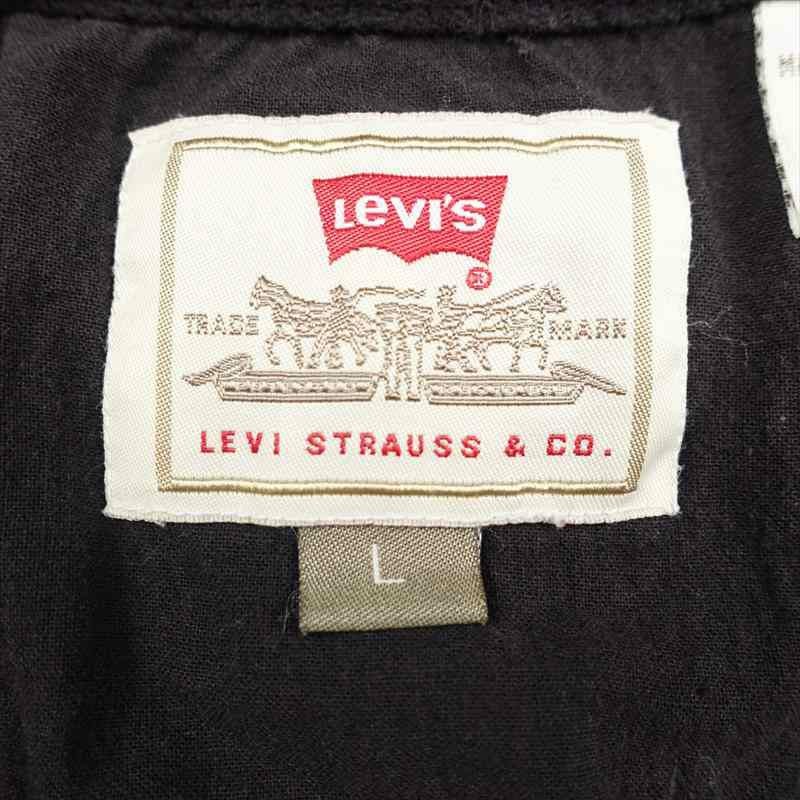 Levi's
®
TRADE MARK
LEVI STRAUSS & CO.
L